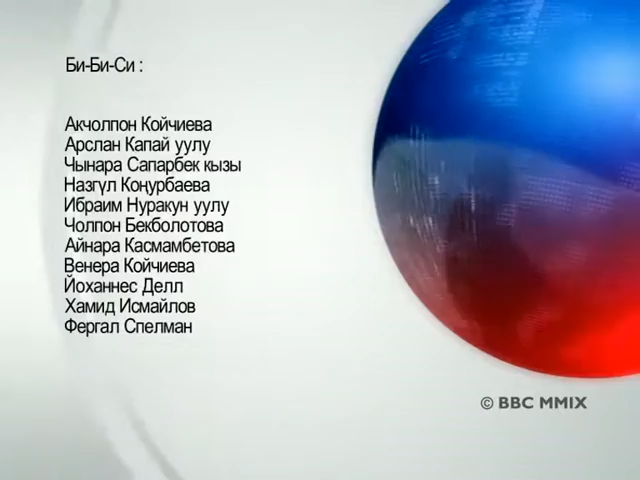 Би-Би-Си :
Акчолпон Койчиева
Арслан Капай уулу
Чынара Сапарбек кызы
Назгүл Коңурбаева
Ибраим Нуракун уулу
Чолпон Бекболотова
Айнара Касмамбетова
Венера Койчиева
Йоханнес Делл
Хамид Исмайлов
Фергал Спелман
© BBC MMIX